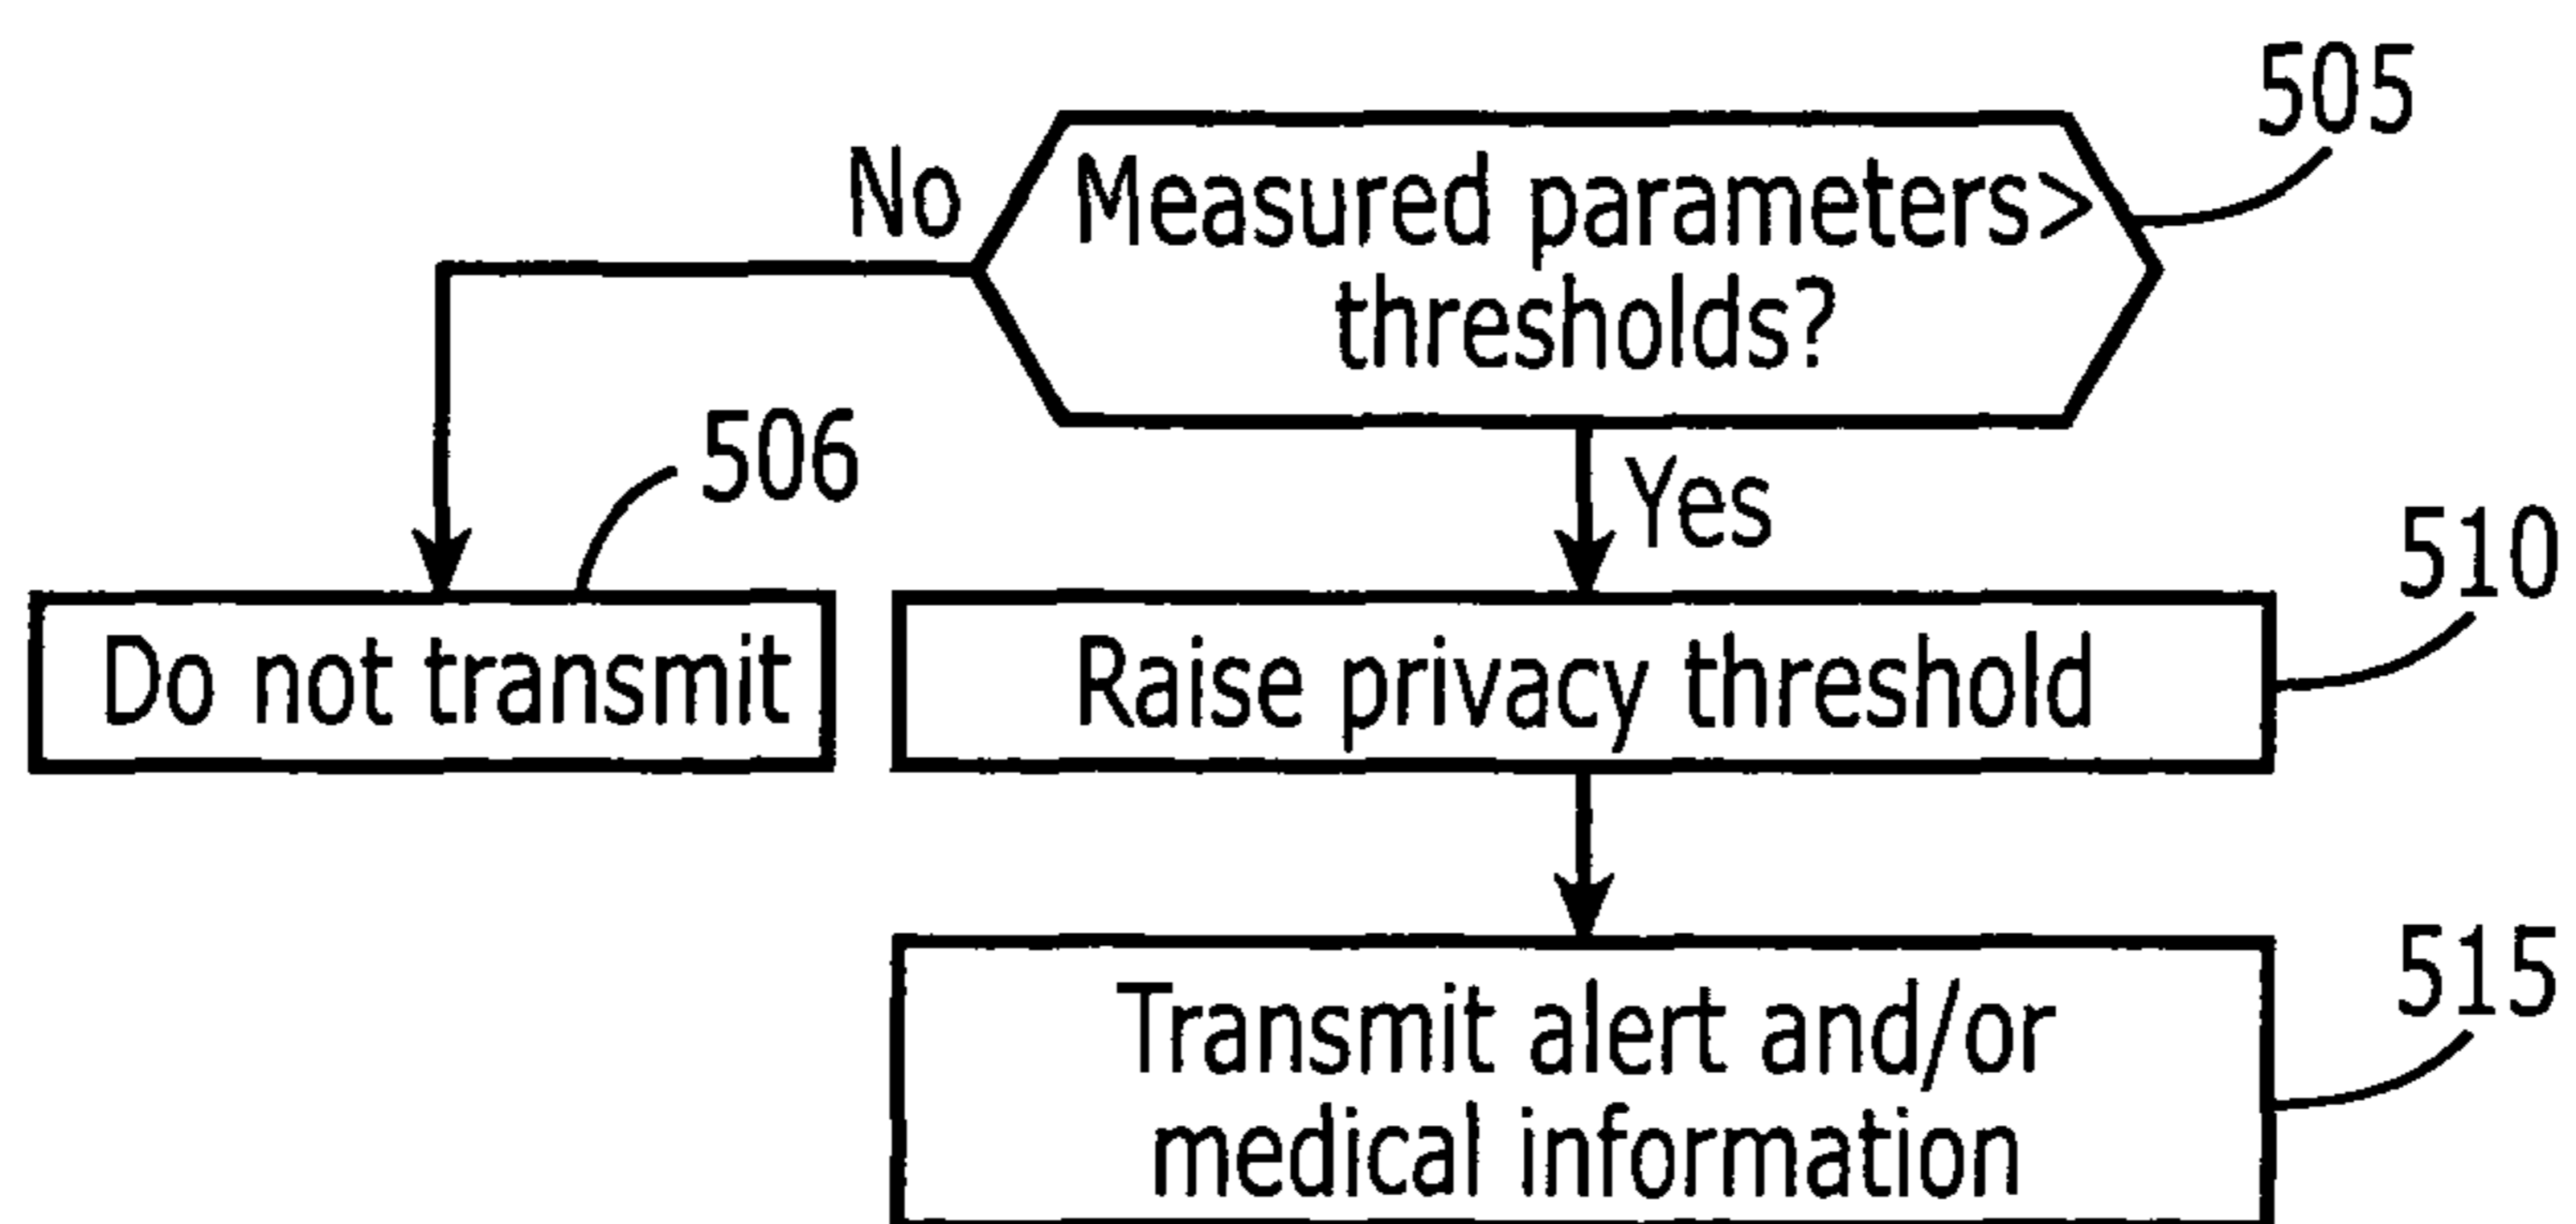 505
No
Measured parameters>
thresholds?
506
Yes
510
Do not transmit
Raise privacy threshold
515
Transmit alert and/or
medical information